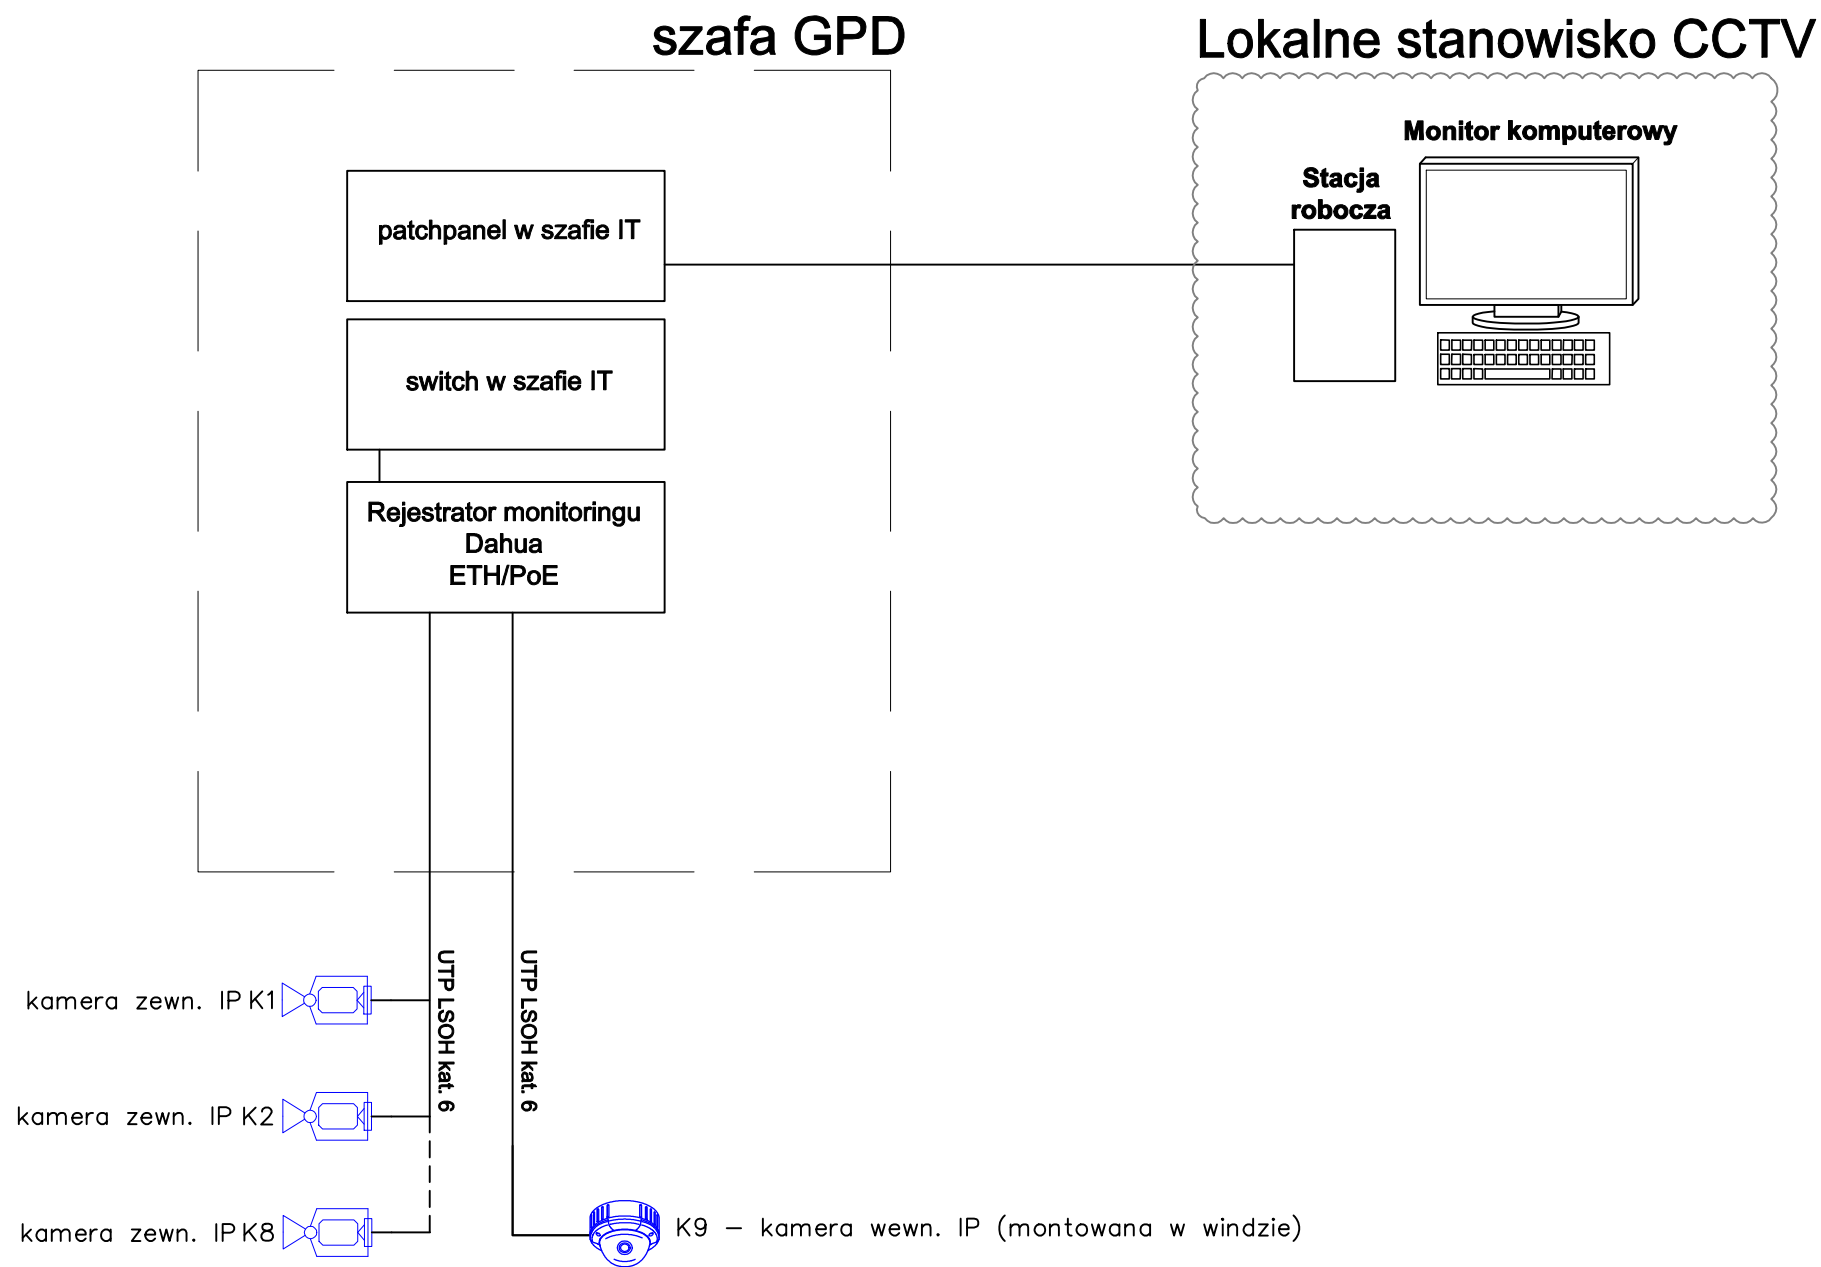 szafa GPD
Lokalne stanowisko CCTV
Monitor komputerowy
Stacja
robocza
patchpanel w szafie IT
switch w szafie IT
Rejestrator monitoringu
Dahua
ETH/PoE
UTP LSOH kat. 6
UTP LSOH kat. 6
kamera zewn. IP K1
kamera zewn. IP K2
kamera zewn. IP K8
K9 – kamera wewn. IP (montowana w windzie)